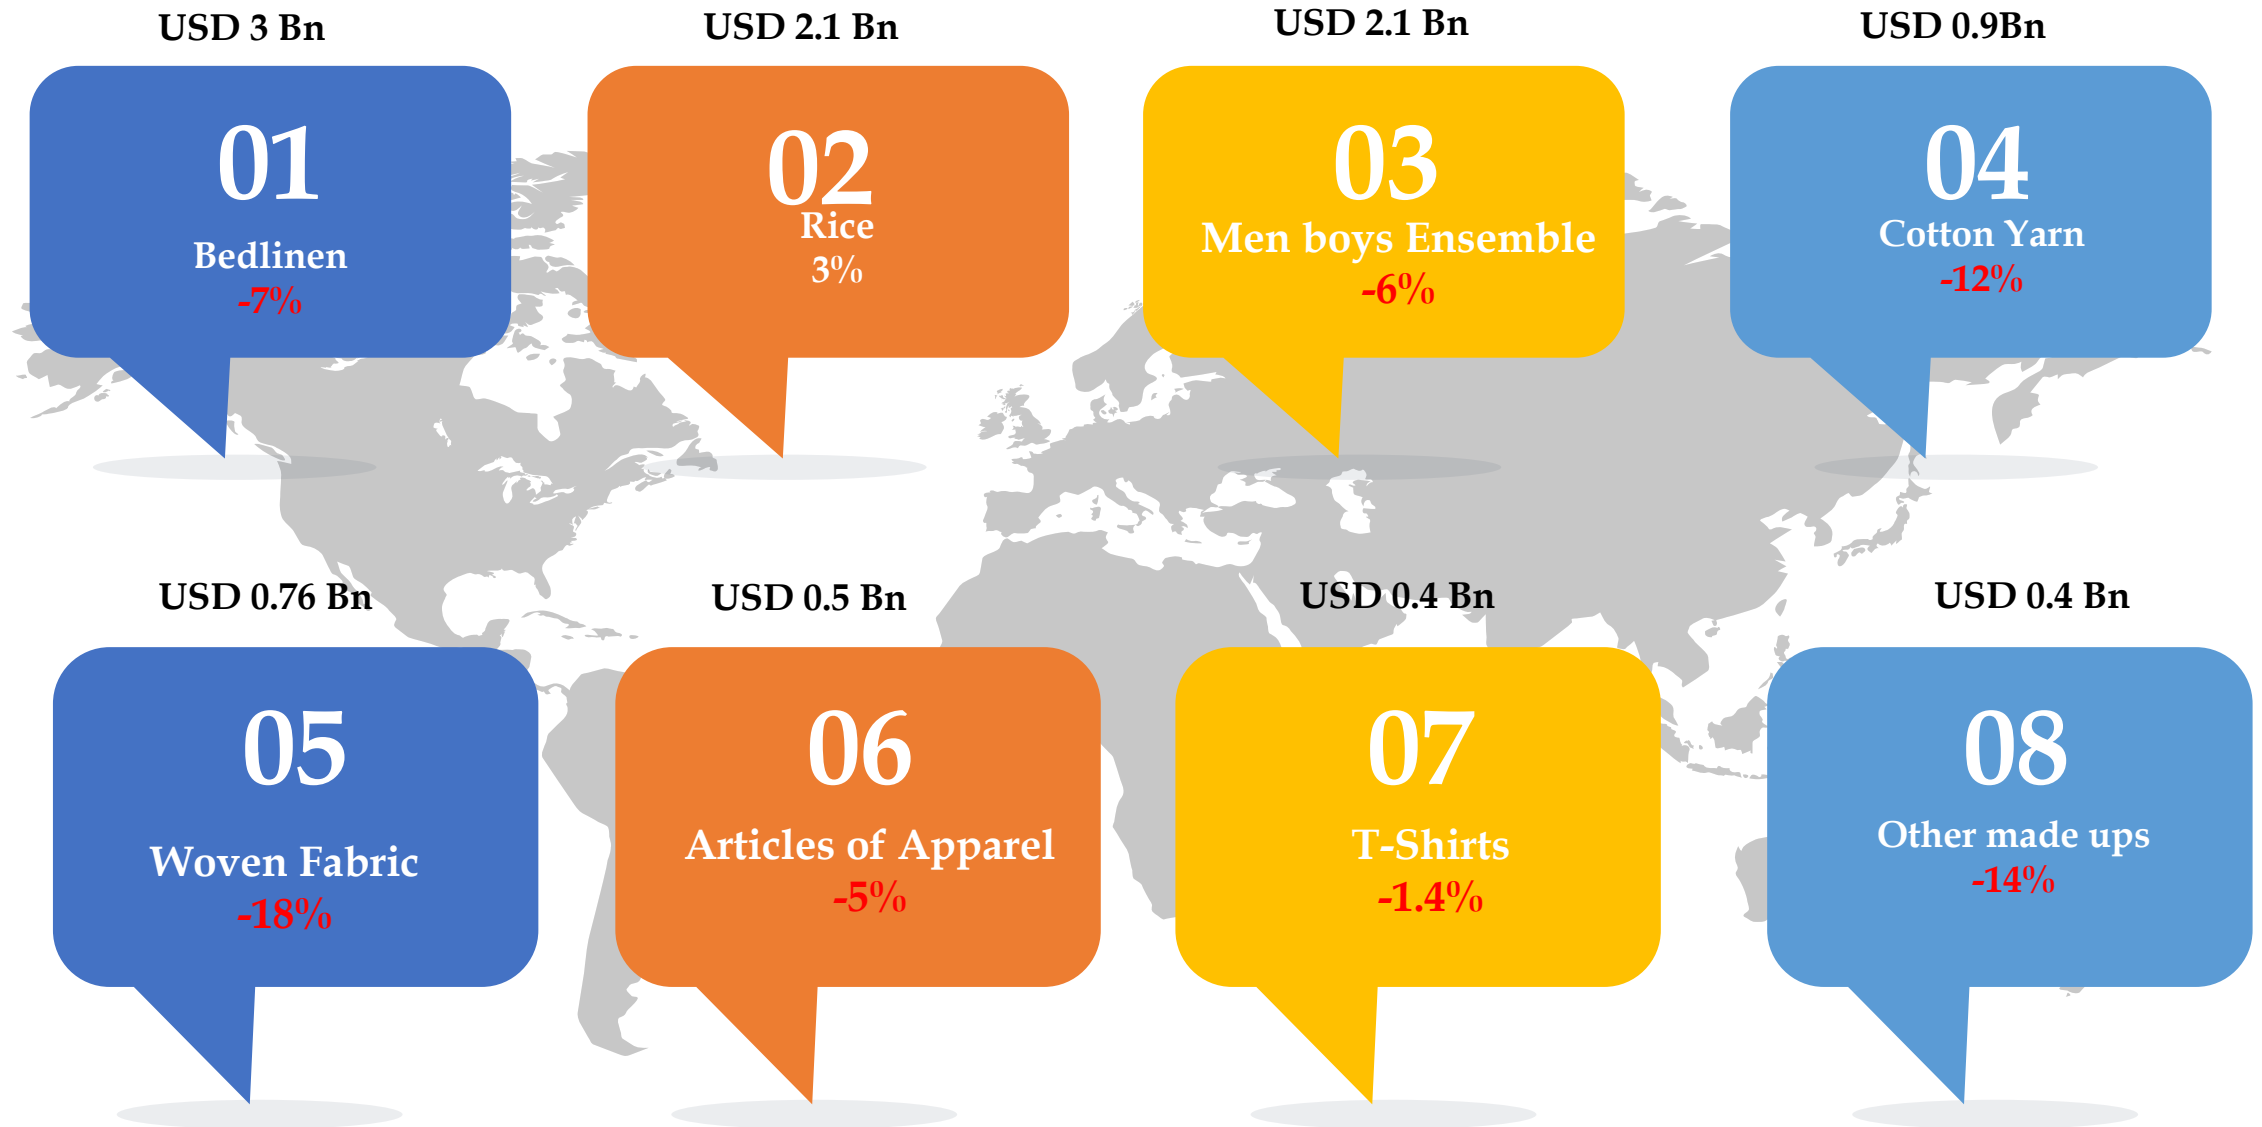 USD 3 Bn
01
Bedlinen
-7%
USD 2.1 Bn
02
Rice
3%
USD 2.1 Bn
03
Men boys Ensemble
-6%
USD 0.9Bn
04
Cotton Yarn
-12%
USD 0.76 Bn
05
Woven Fabric
-18%
USD 0.5 Bn
06
Articles of Apparel
-5%
USD 0.4 Bn
07
T-Shirts
-1.4%
USD 0.4 Bn
08
Other made ups
-14%